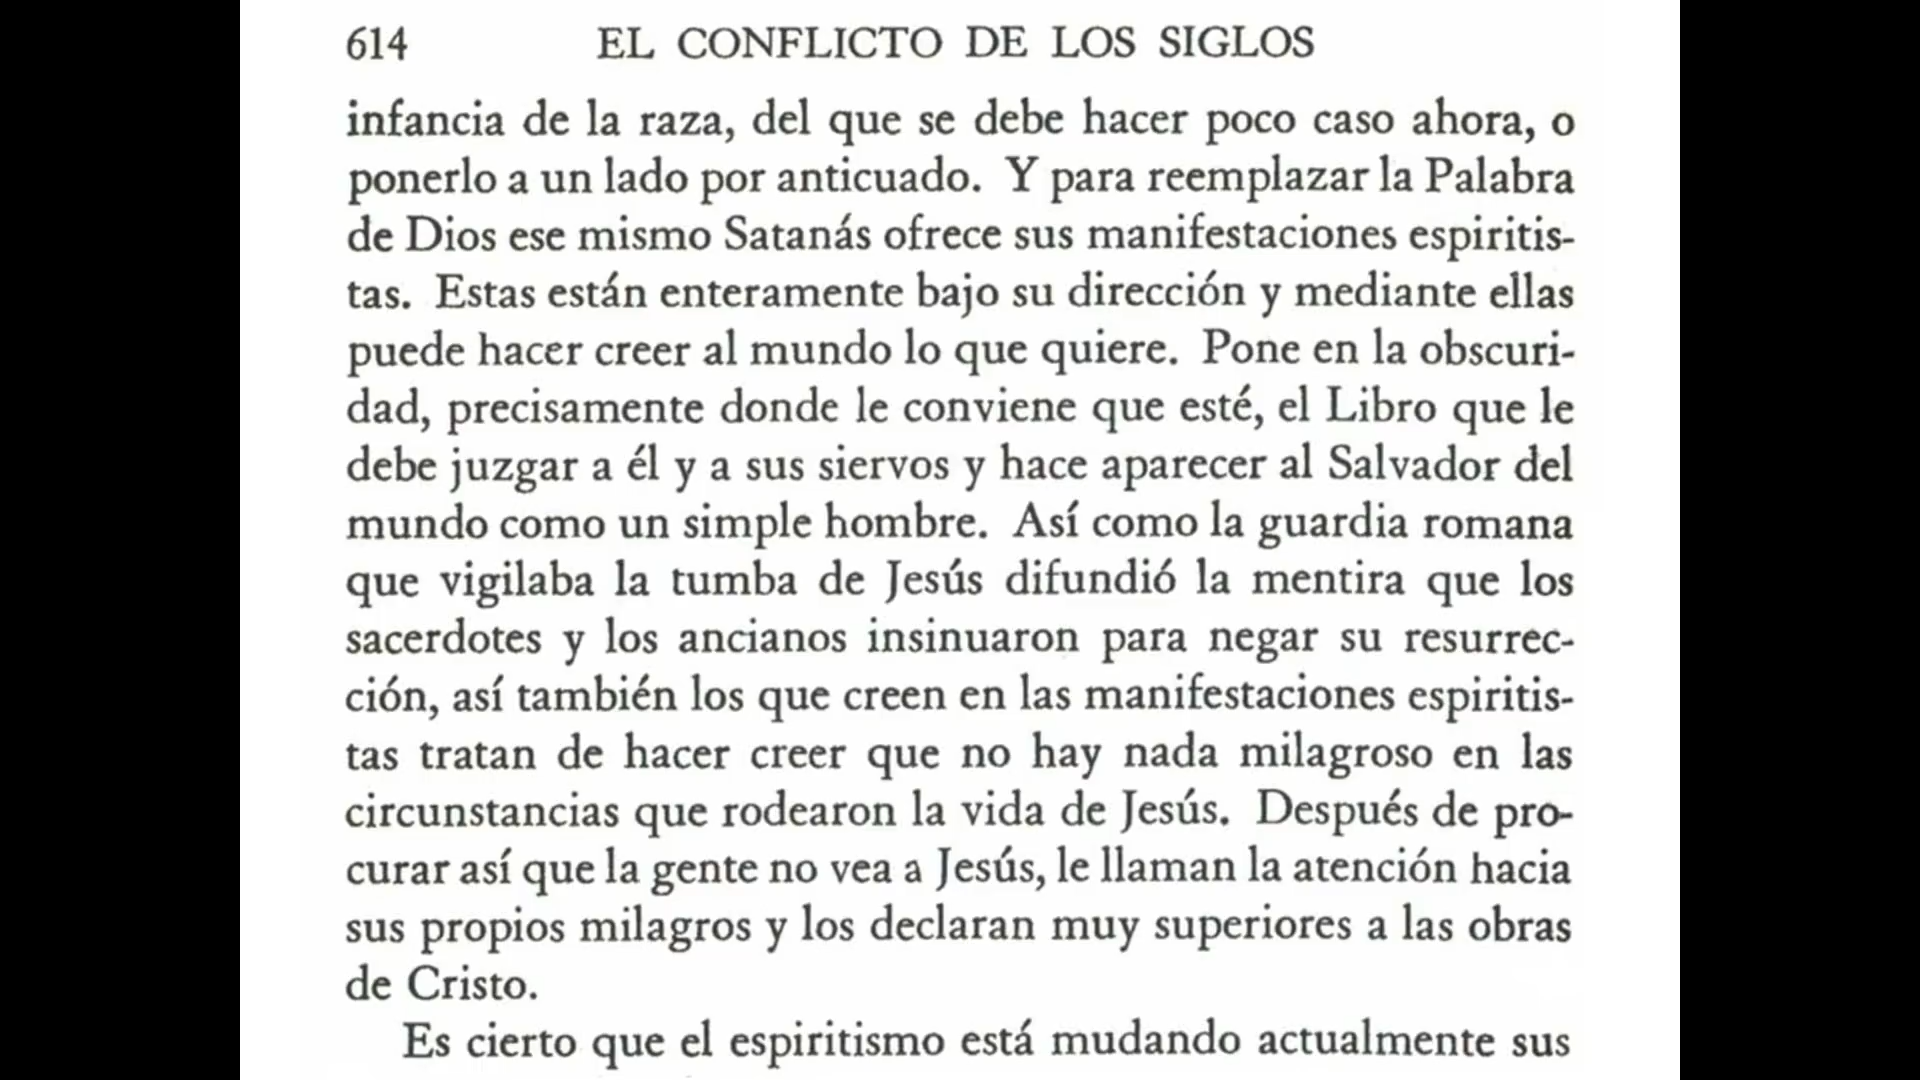 614 EL CONFLICTO DE LOS SIGLOS
infancia de la raza, del que se debe hacer poco caso ahora, o
ponerlo a un lado por anticuado. Y para reemplazar la Palabra
de Dios ese mismo Satanás ofrece sus manifestaciones espiritis-
tas. Estas están enteramente bajo su dirección y mediante ellas
puede hacer creer al mundo lo que quiere. Pone en la obscuri-
dad, precisamente donde le conviene que esté, el Libro que le
debe juzgar a él y a sus siervos y hace aparecer al Salvador del
mundo como un simple hombre. Así como la guardia romana
que vigilaba la tumba de Jesús difundió la mentira que los
sacerdotes y los ancianos insinuaron para negar su resurrec-
ción, así también los que creen en las manifestaciones espiritis-
tas tratan de hacer creer que no hay nada milagroso en las
circunstancias que rodearon la vida de Jesús. Después de pro-
curar así que la gente no vea a Jesús, le llaman la atención hacia
sus propios milagros y los declaran muy superiores a las obras
de Cristo.
Es cierto que el espiritismo está mudando actualmente sus